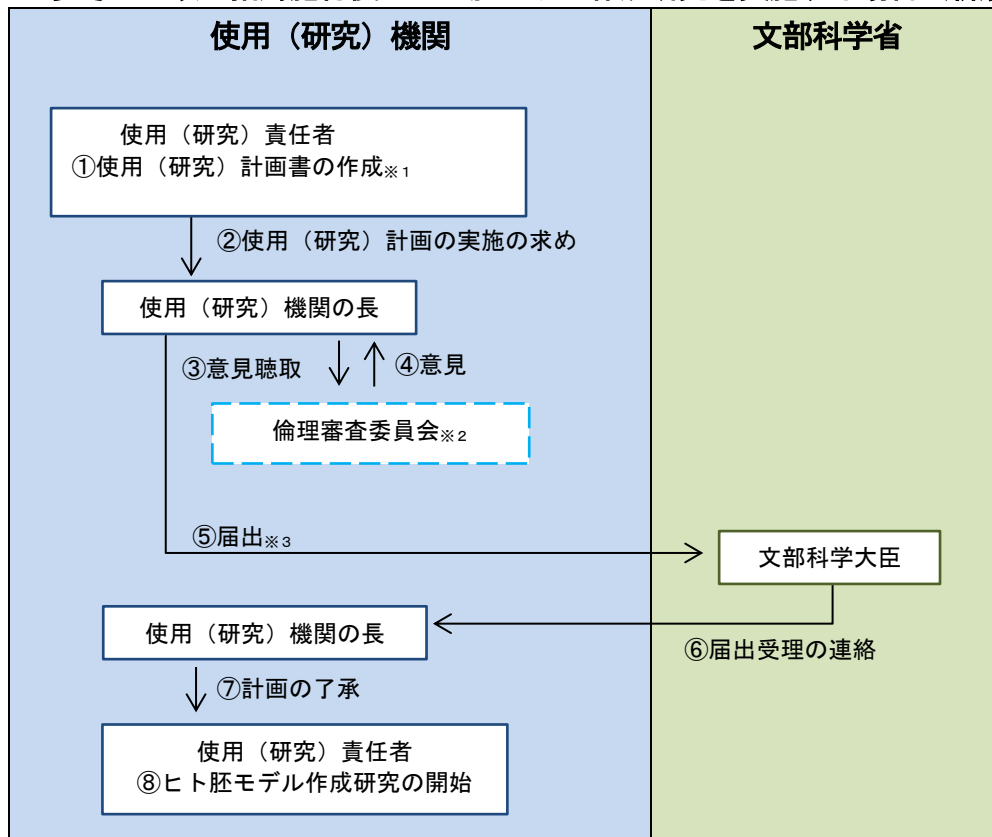 使用（研究）機関
文部科学省
使用（研究）責任者
①使用（研究）計画書の作成※1
②使用（研究）計画の実施の求め
使用（研究）機関の長
③意見聴取
④意見
倫理審査委員会※2
⑤届出※3
文部科学大臣
使用（研究）機関の長
⑥届出受理の連絡
⑦計画の了承
使用（研究）責任者
⑧ヒト胚モデル作成研究の開始